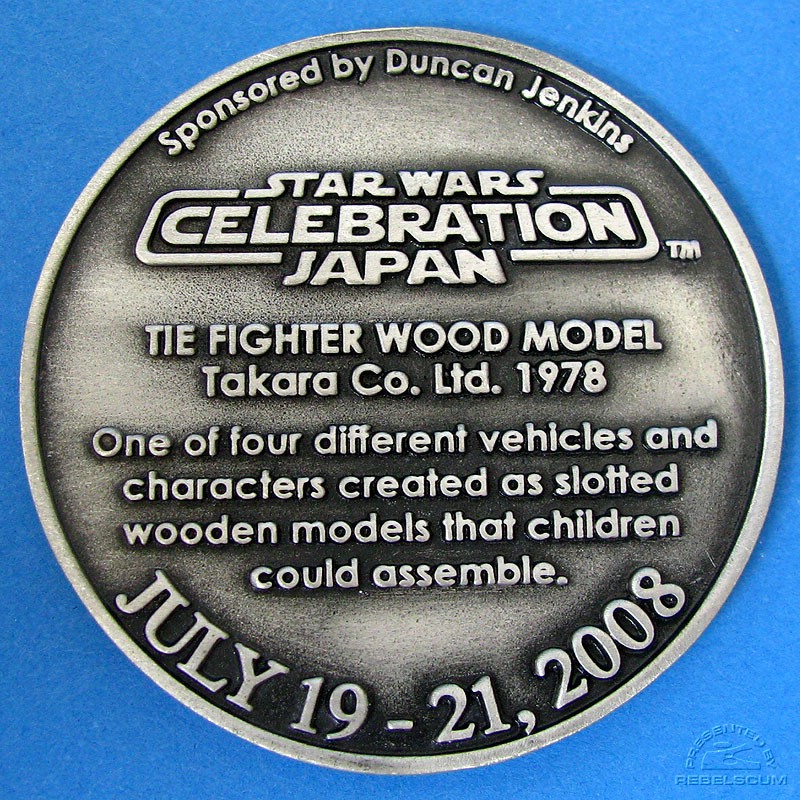 Sponsored by Duncan Jenkins
STAR WARS
CELEBRATION
JAPAN ™
TIE FIGHTER WOOD MODEL
Takara Co. Ltd. 1978
One of four different vehicles and
characters created as slotted
wooden models that children
could assemble.
JULY 19 - 21, 2008
PRESENTED BY
REBELSCUM